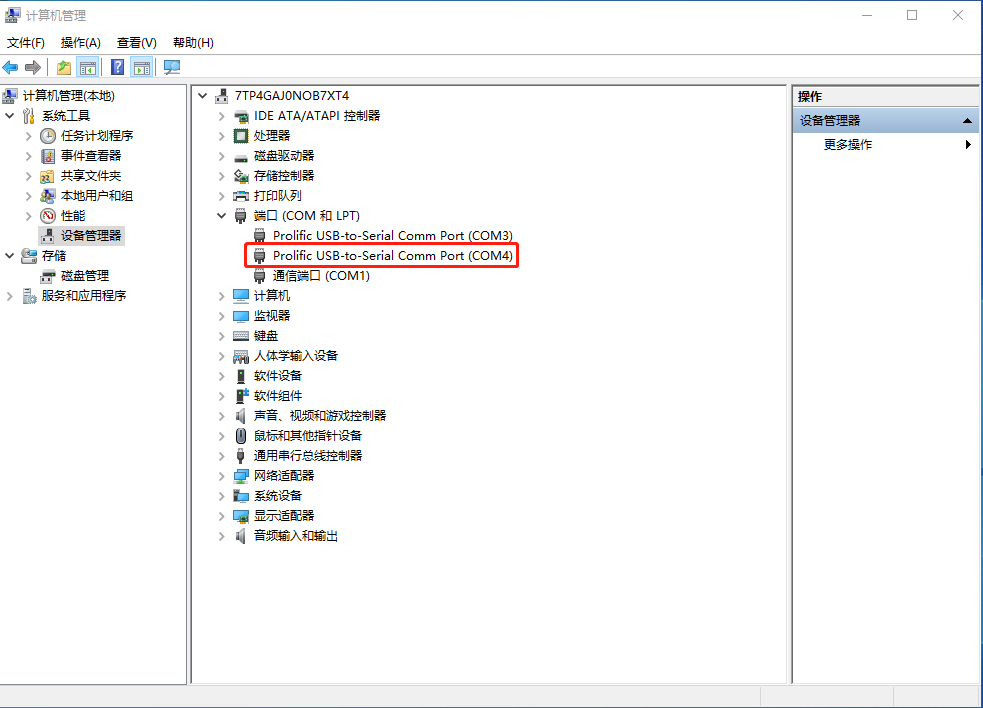 计算机管理
文件(F) 操作(A) 查看(V) 帮助(H)
计算机管理(本地)
系统工具
任务计划程序
事件查看器
共享文件夹
本地用户和组
性能
设备管理器
存储
磁盘管理
服务和应用程序
7TP4GAJ0NOB7XT4
IDE ATA/ATAPI 控制器
处理器
磁盘驱动器
存储控制器
打印队列
端口 (COM 和 LPT)
Prolific USB-to-Serial Comm Port (COM3)
Prolific USB-to-Serial Comm Port (COM4)
通信端口 (COM1)
计算机
监视器
键盘
人体学输入设备
软件设备
软件组件
声音、视频和游戏控制器
鼠标和其他指针设备
通用串行总线控制器
网络适配器
系统设备
显示适配器
音频输入和输出
操作
设备管理器
更多操作